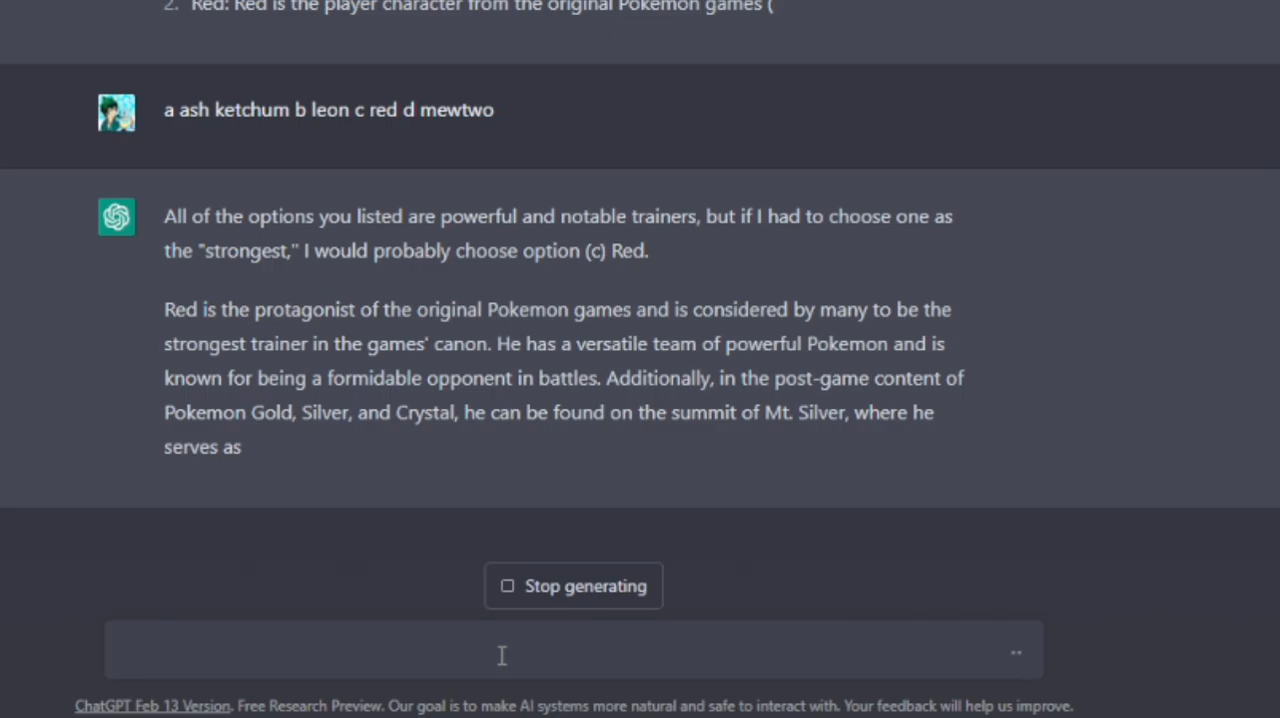 2. Red: Red is the player character from the original Pokemon games (
a ash ketchum b leon c red d mewtwo
All of the options you listed are powerful and notable trainers, but if I had to choose one as
the "strongest," I would probably choose option (c) Red.
Red is the protagonist of the original Pokemon games and is considered by many to be the
strongest trainer in the games' canon. He has a versatile team of powerful Pokemon and is
known for being a formidable opponent in battles. Additionally, in the post-game content of
Pokemon Gold, Silver, and Crystal, he can be found on the summit of Mt. Silver, where he
serves as
Stop generating
ChatGPT Feb 13 Version. Free Research Preview. Our goal is to make AI systems more natural and safe to interact with. Your feedback will help us improve.